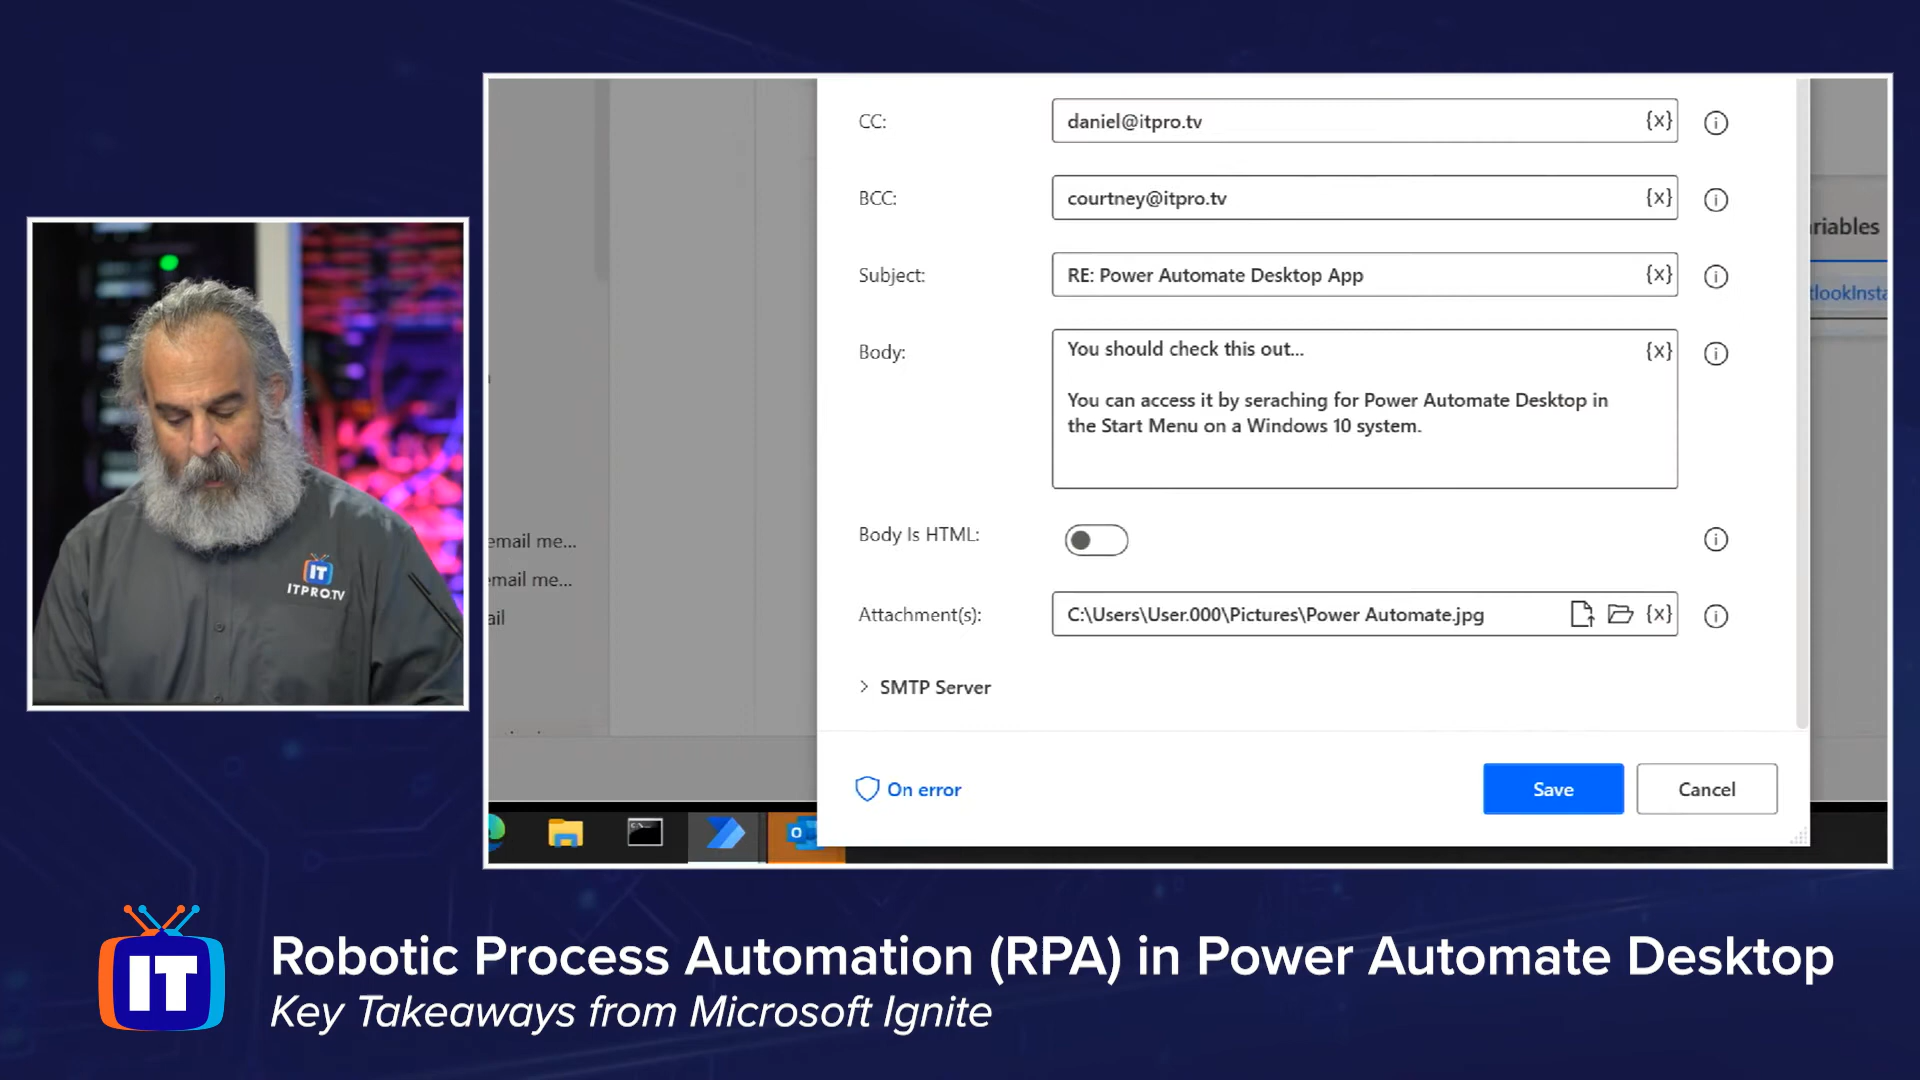 CC:
daniel@itpro.tv
{x}
BCC:
courtney@itpro.tv
{x}
Subject:
RE: Power Automate Desktop App
{x}
Body:
You should check this out...
{x}
You can access it by seraching for Power Automate Desktop in
the Start Menu on a Windows 10 system.
Body Is HTML:
Attachment(s):
C:\Users\User.000\Pictures\Power Automate.jpg
{x}
SMTP Server
On error
Save
Cancel
riables
tlookInsta
email me...
mail me...
ail
IT
ITPRO.TV
IT
Robotic Process Automation (RPA) in Power Automate Desktop
Key Takeaways from Microsoft Ignite